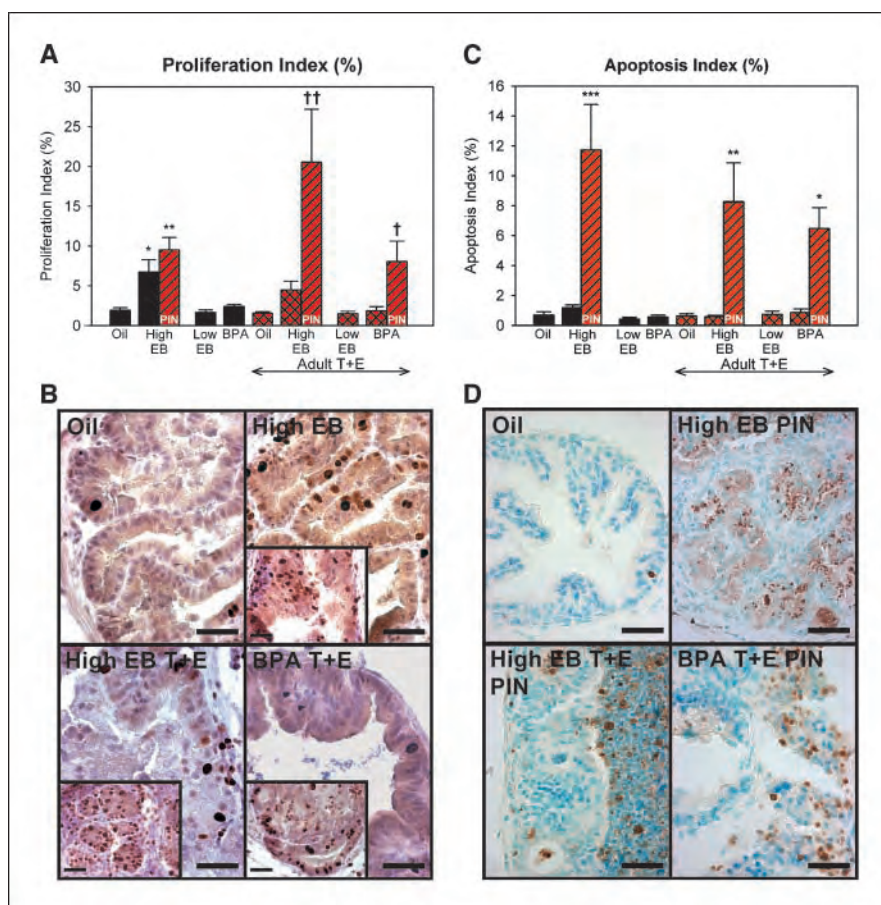 A
Proliferation Index (%)
Proliferation Index (%)
30
25
20
15
10
5
0
*
**
††
†
PIN
PIN
PIN
Oil High EB Low EB BPA Oil High EB Low EB BPA
Adult T+E
C
Apoptosis Index (%)
Apoptosis Index (%)
16
14
12
10
8
6
4
2
0
***
**
*
PIN
PIN
PIN
Oil High EB Low EB BPA Oil High EB Low EB BPA
Adult T+E
B
Oil
High EB
High EB T+E
BPA T+E
D
Oil
High EB PIN
High EB T+E
PIN
BPA T+E PIN